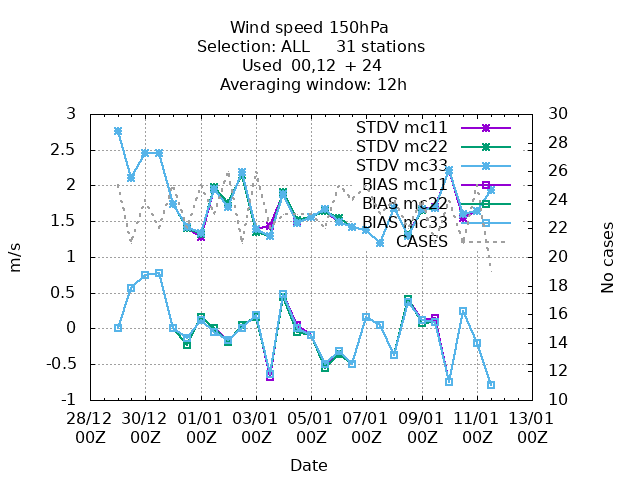 Wind speed 150hPa
Selection: ALL 31 stations
Used 00,12 + 24
Averaging window: 12h
3
2.5
2
1.5
1
0.5
0
-0.5
-1
30
28
26
24
22
20
18
16
14
12
10
STDV mc11
STDV mc22
STDV mc33
BIAS mc11
BIAS mc22
BIAS mc33
CASES
m/s
No cases
28/12 30/12 01/01 03/01 05/01 07/01 09/01 11/01 13/01
00Z 00Z 00Z 00Z 00Z 00Z 00Z 00Z 00Z
Date